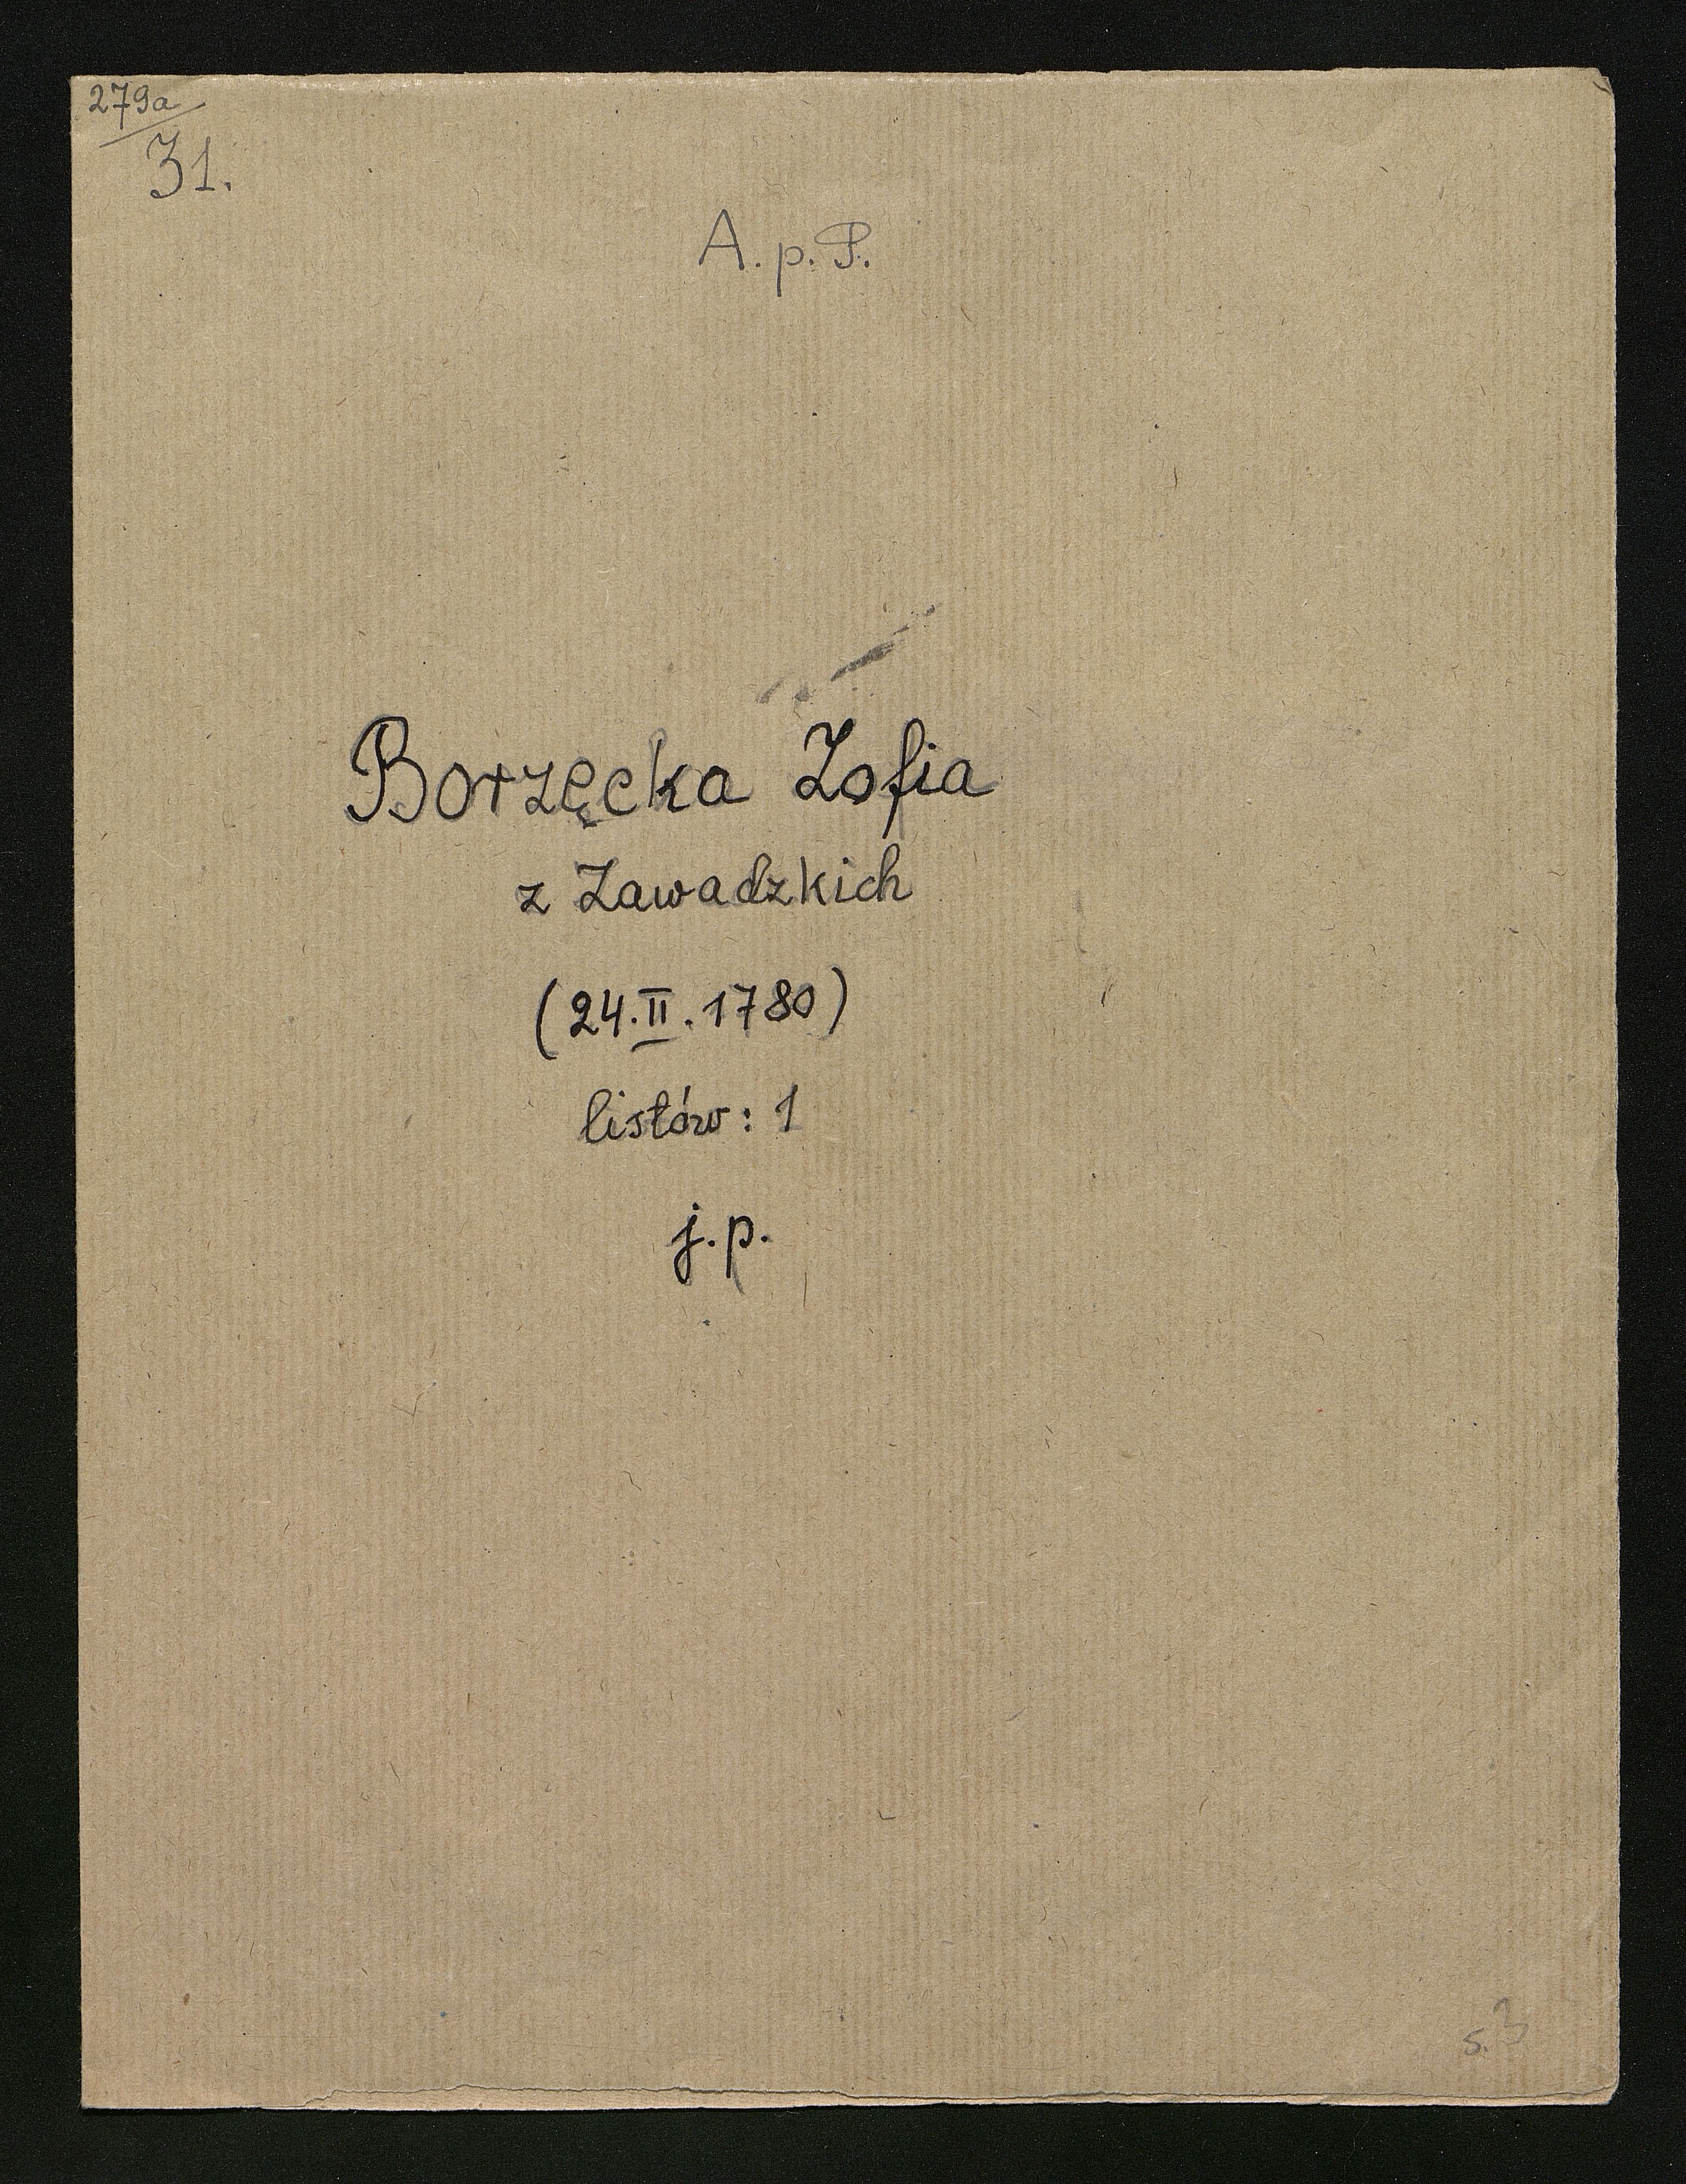 279a
31.
A. p. P.
Borzęcka Zofia
z Zawadzkich
(24. II. 1780)
listów: 1
j. p.
s. 3